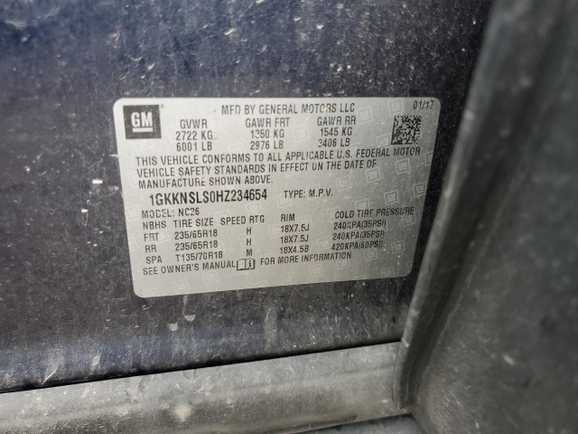 GM
MFD BY GENERAL MOTORS LLC 01/17
GVWR GAWR FRT GAWR RR
2722 KG 1350 KG 1545 KG
6001 LB 2976 LB 3406 LB
THIS VEHICLE CONFORMS TO ALL APPLICABLE U.S. FEDERAL MOTOR
VEHICLE SAFETY STANDARDS IN EFFECT ON THE DATE OF
MANUFACTURE SHOWN ABOVE.
1GKKNSLS0HZ234654 TYPE: M.P.V.
MODEL: NC26
NBHS TIRE SIZE SPEED RTG RIM COLD TIRE PRESSURE
FRT 235/65R18 H 18X7.5J 240KPA(35PSI)
RR 235/65R18 H 18X7.5J 240KPA(35PSI)
SPA T135/70R18 M 18X4.5B 420KPA(60PSI)
SEE OWNER'S MANUAL FOR MORE INFORMATION